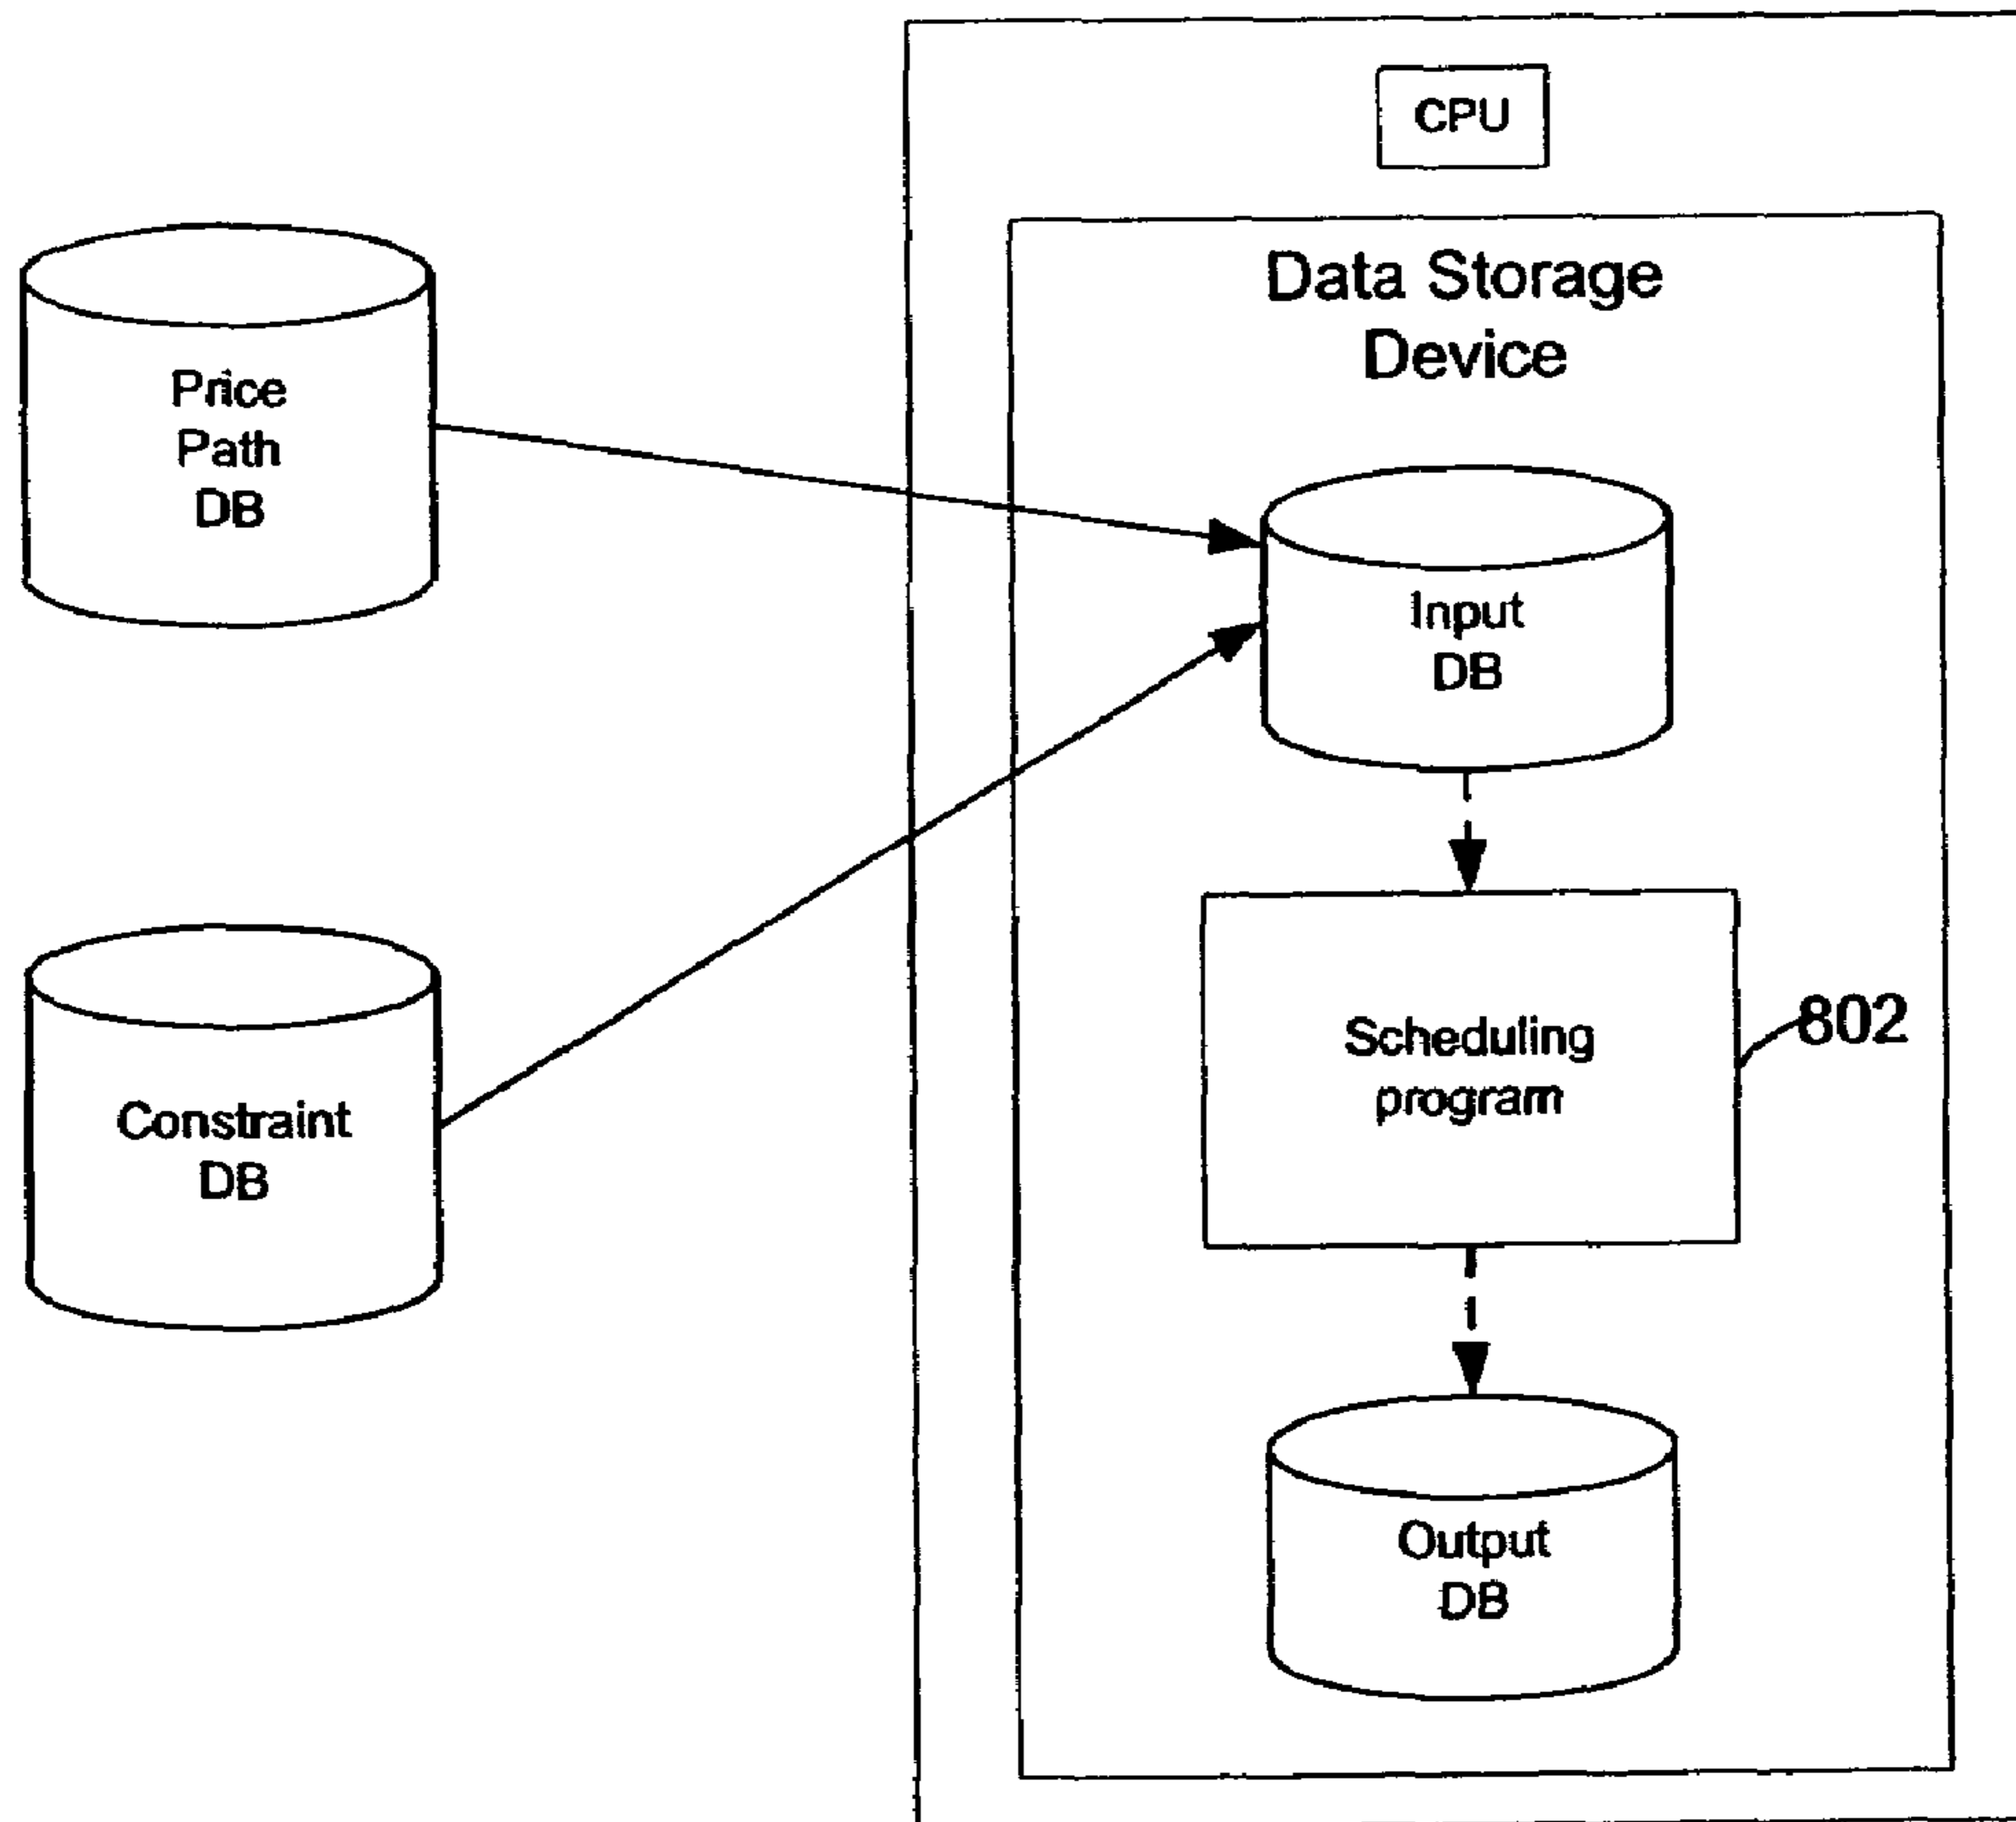 CPU
Data Storage
Device
Price
Path
DB
Input
DB
Scheduling
program
802
Constraint
DB
Output
DB